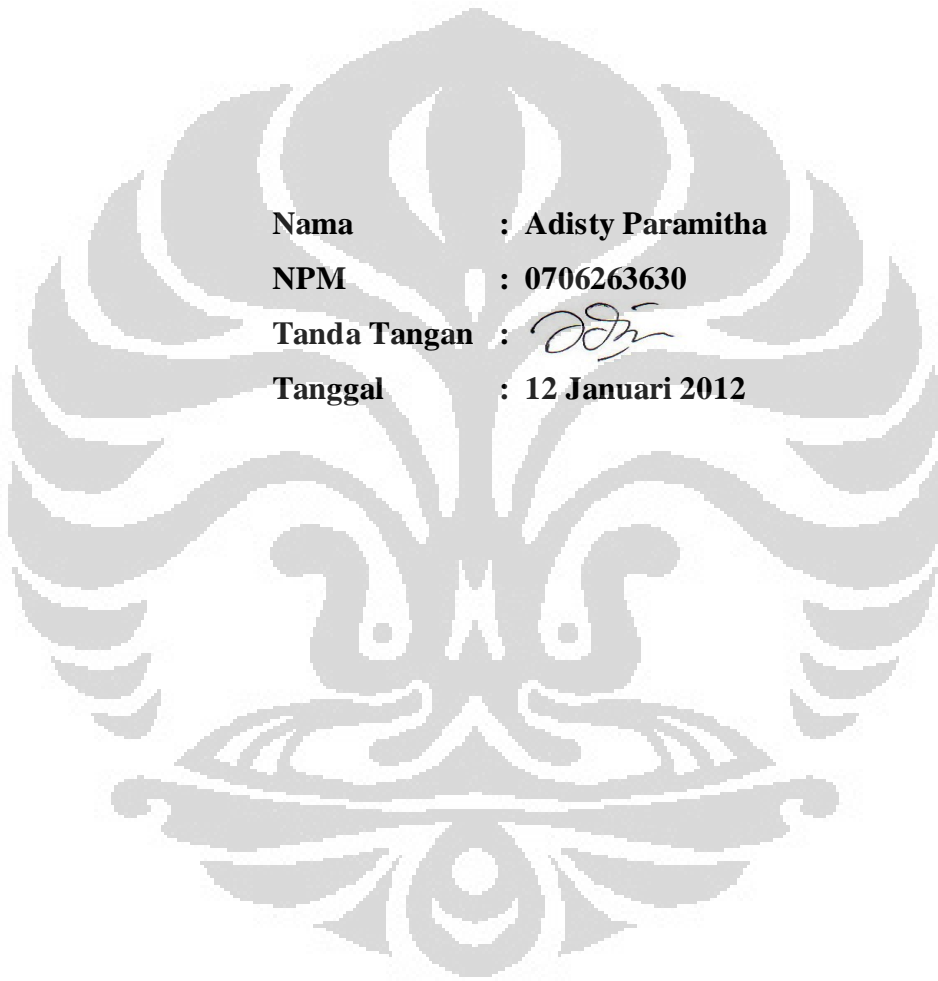 Nama : Adisty Paramitha
NPM : 0706263630
Tanda Tangan :
Tanggal : 12 Januari 2012